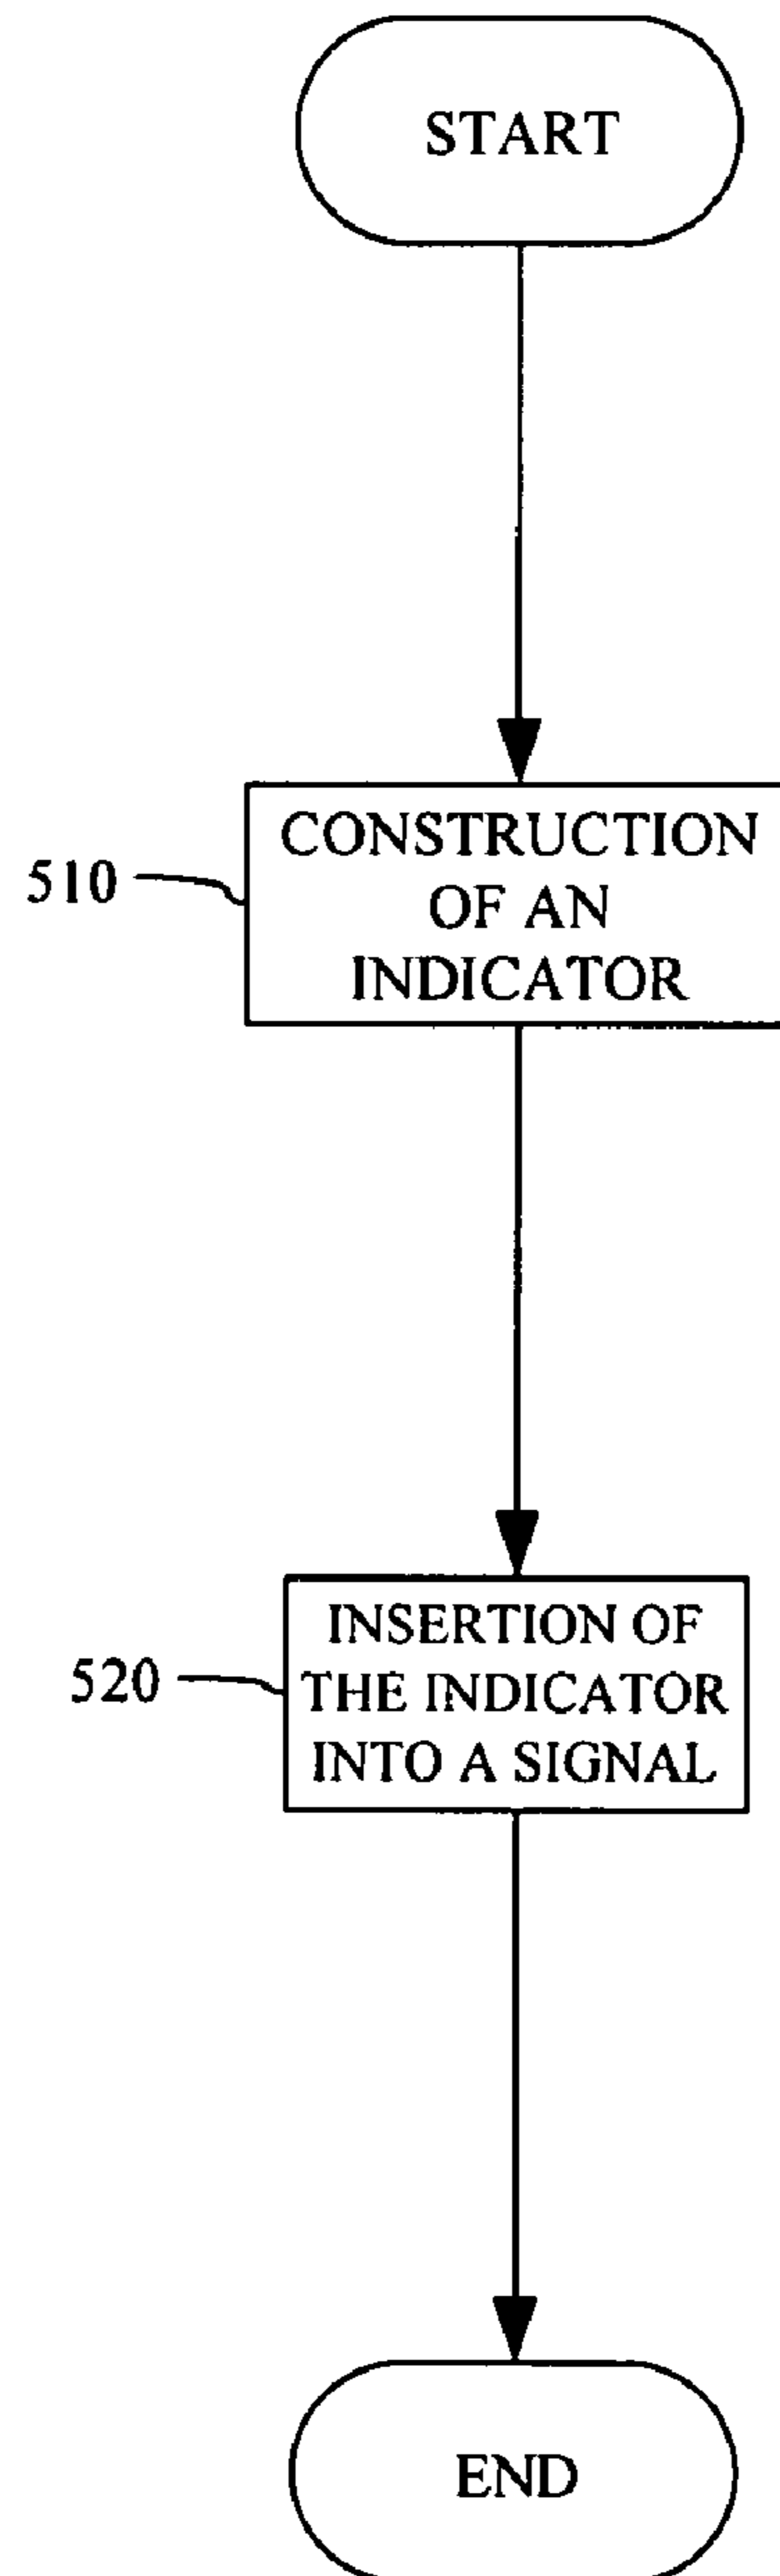 START
510
CONSTRUCTION
OF AN
INDICATOR
520
INSERTION OF
THE INDICATOR
INTO A SIGNAL
END